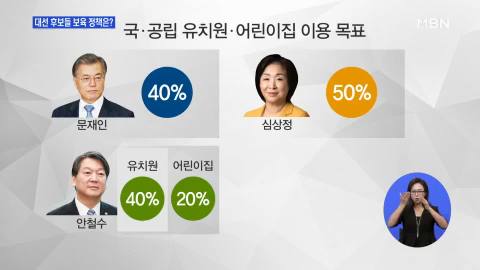 대선 후보들 보육 정책은?
MBN
국·공립 유치원·어린이집 이용 목표
40%
문재인
50%
심상정
유치원 어린이집
40% 20%
안철수